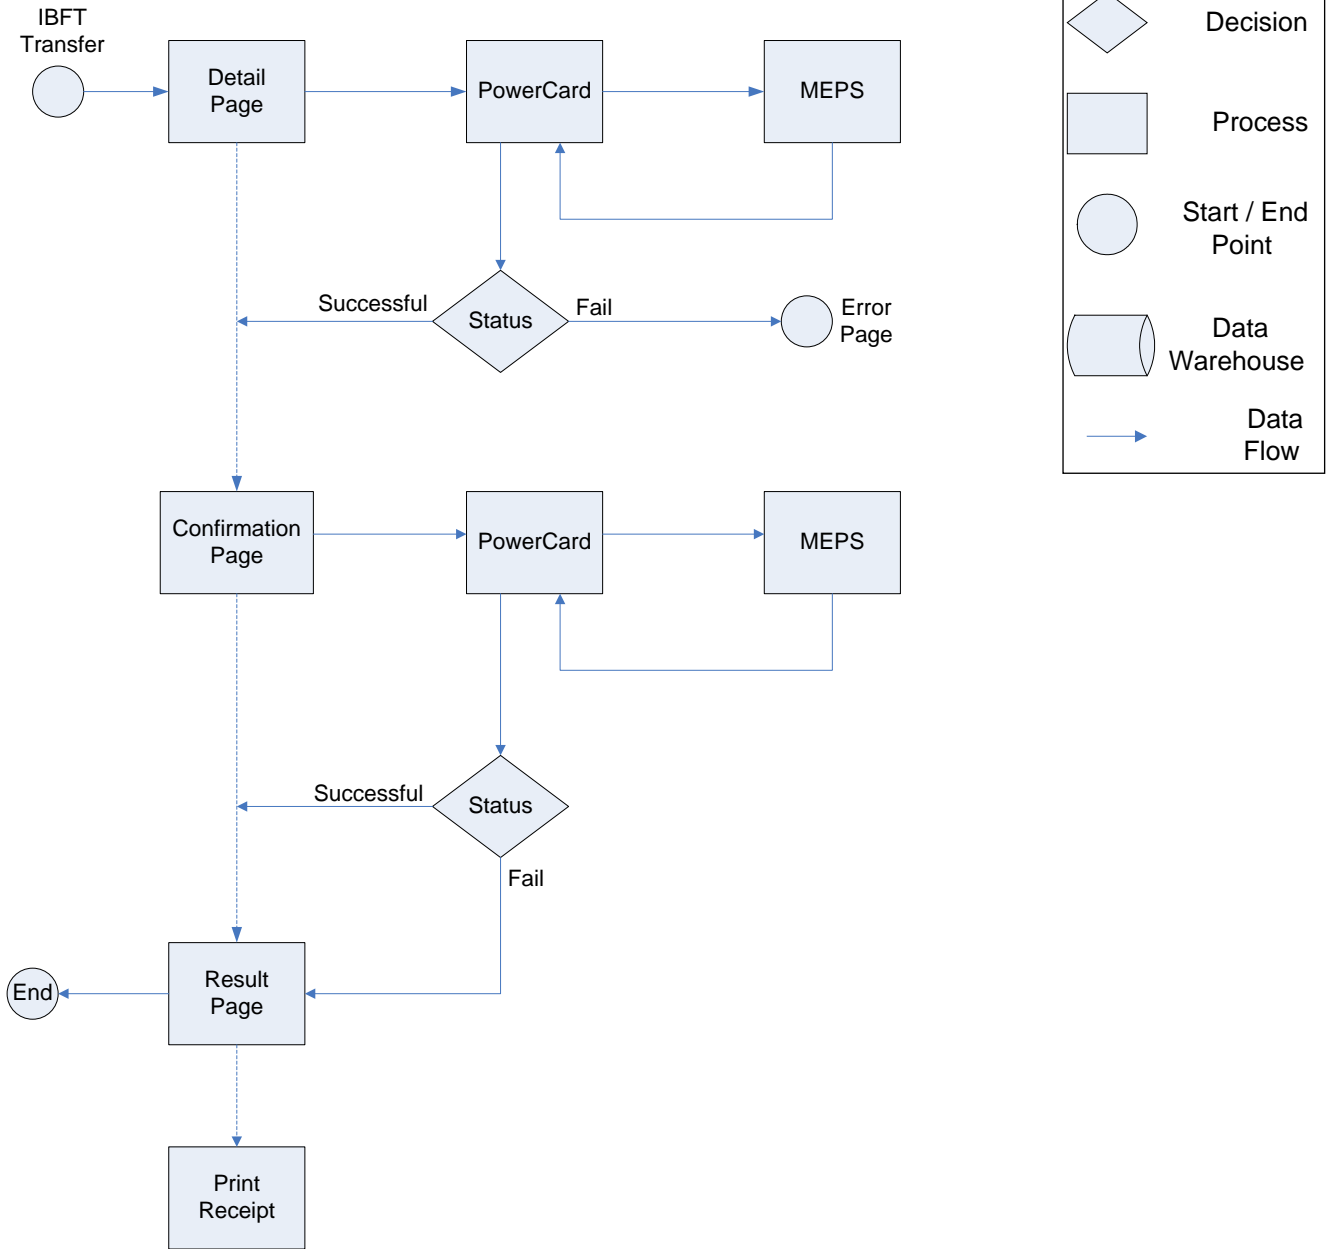 IBFT
Transfer
Detail
Page
PowerCard
MEPS
Successful
Status
Fail
Error
Page
Confirmation
Page
PowerCard
MEPS
Successful
Status
Fail
End
Result
Page
Print
Receipt
Decision
Process
Start / End
Point
Data
Warehouse
Data
Flow